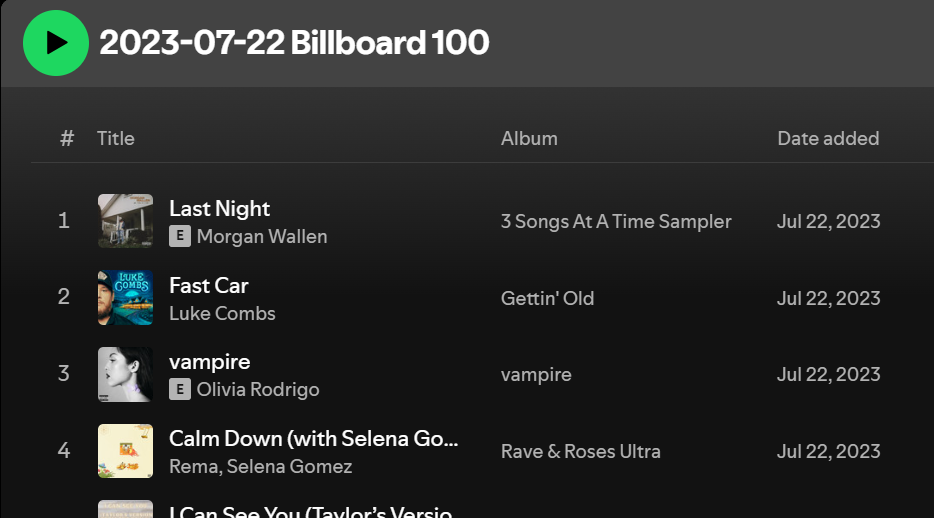 2023-07-22 Billboard 100
# Title Album Date added
1 Last Night 3 Songs At A Time Sampler Jul 22, 2023
E Morgan Wallen
LUKE COMBS
2 Fast Car Gettin' Old Jul 22, 2023
Luke Combs
3 vampire vampire Jul 22, 2023
E Olivia Rodrigo
4 Calm Down (with Selena Go... Rave & Roses Ultra Jul 22, 2023
Rema, Selena Gomez
I Can See You (Taylor's Versio